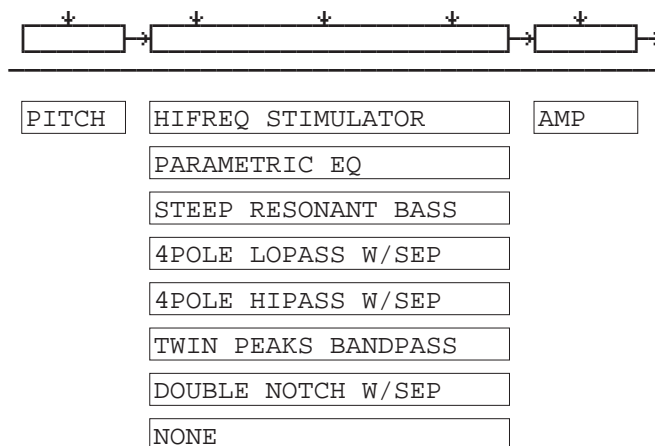 PITCH HIFREQ STIMULATOR AMP
PARAMETRIC EQ
STEEP RESONANT BASS
4POLE LOPASS W/SEP
4POLE HIPASS W/SEP
TWIN PEAKS BANDPASS
DOUBLE NOTCH W/SEP
NONE